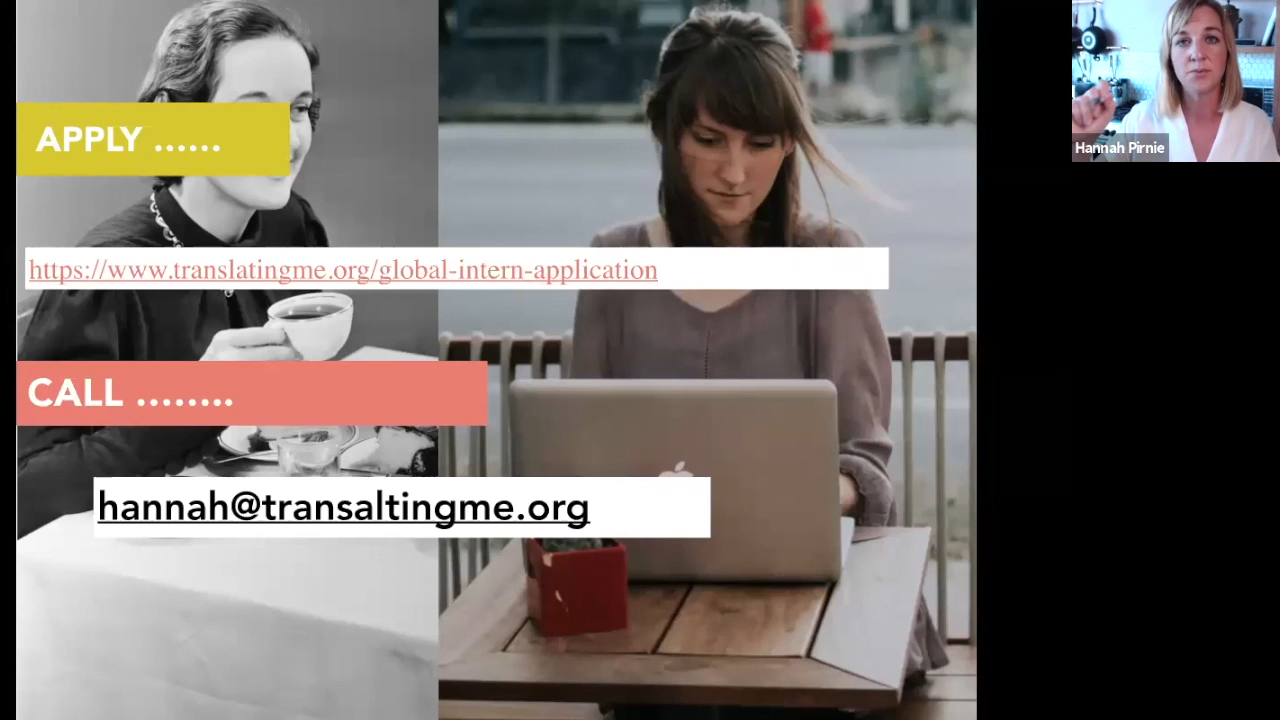 APPLY ......
Hannah Pirnie
https://www.translatingme.org/global-intern-application
CALL ........
hannah@transaltingme.org